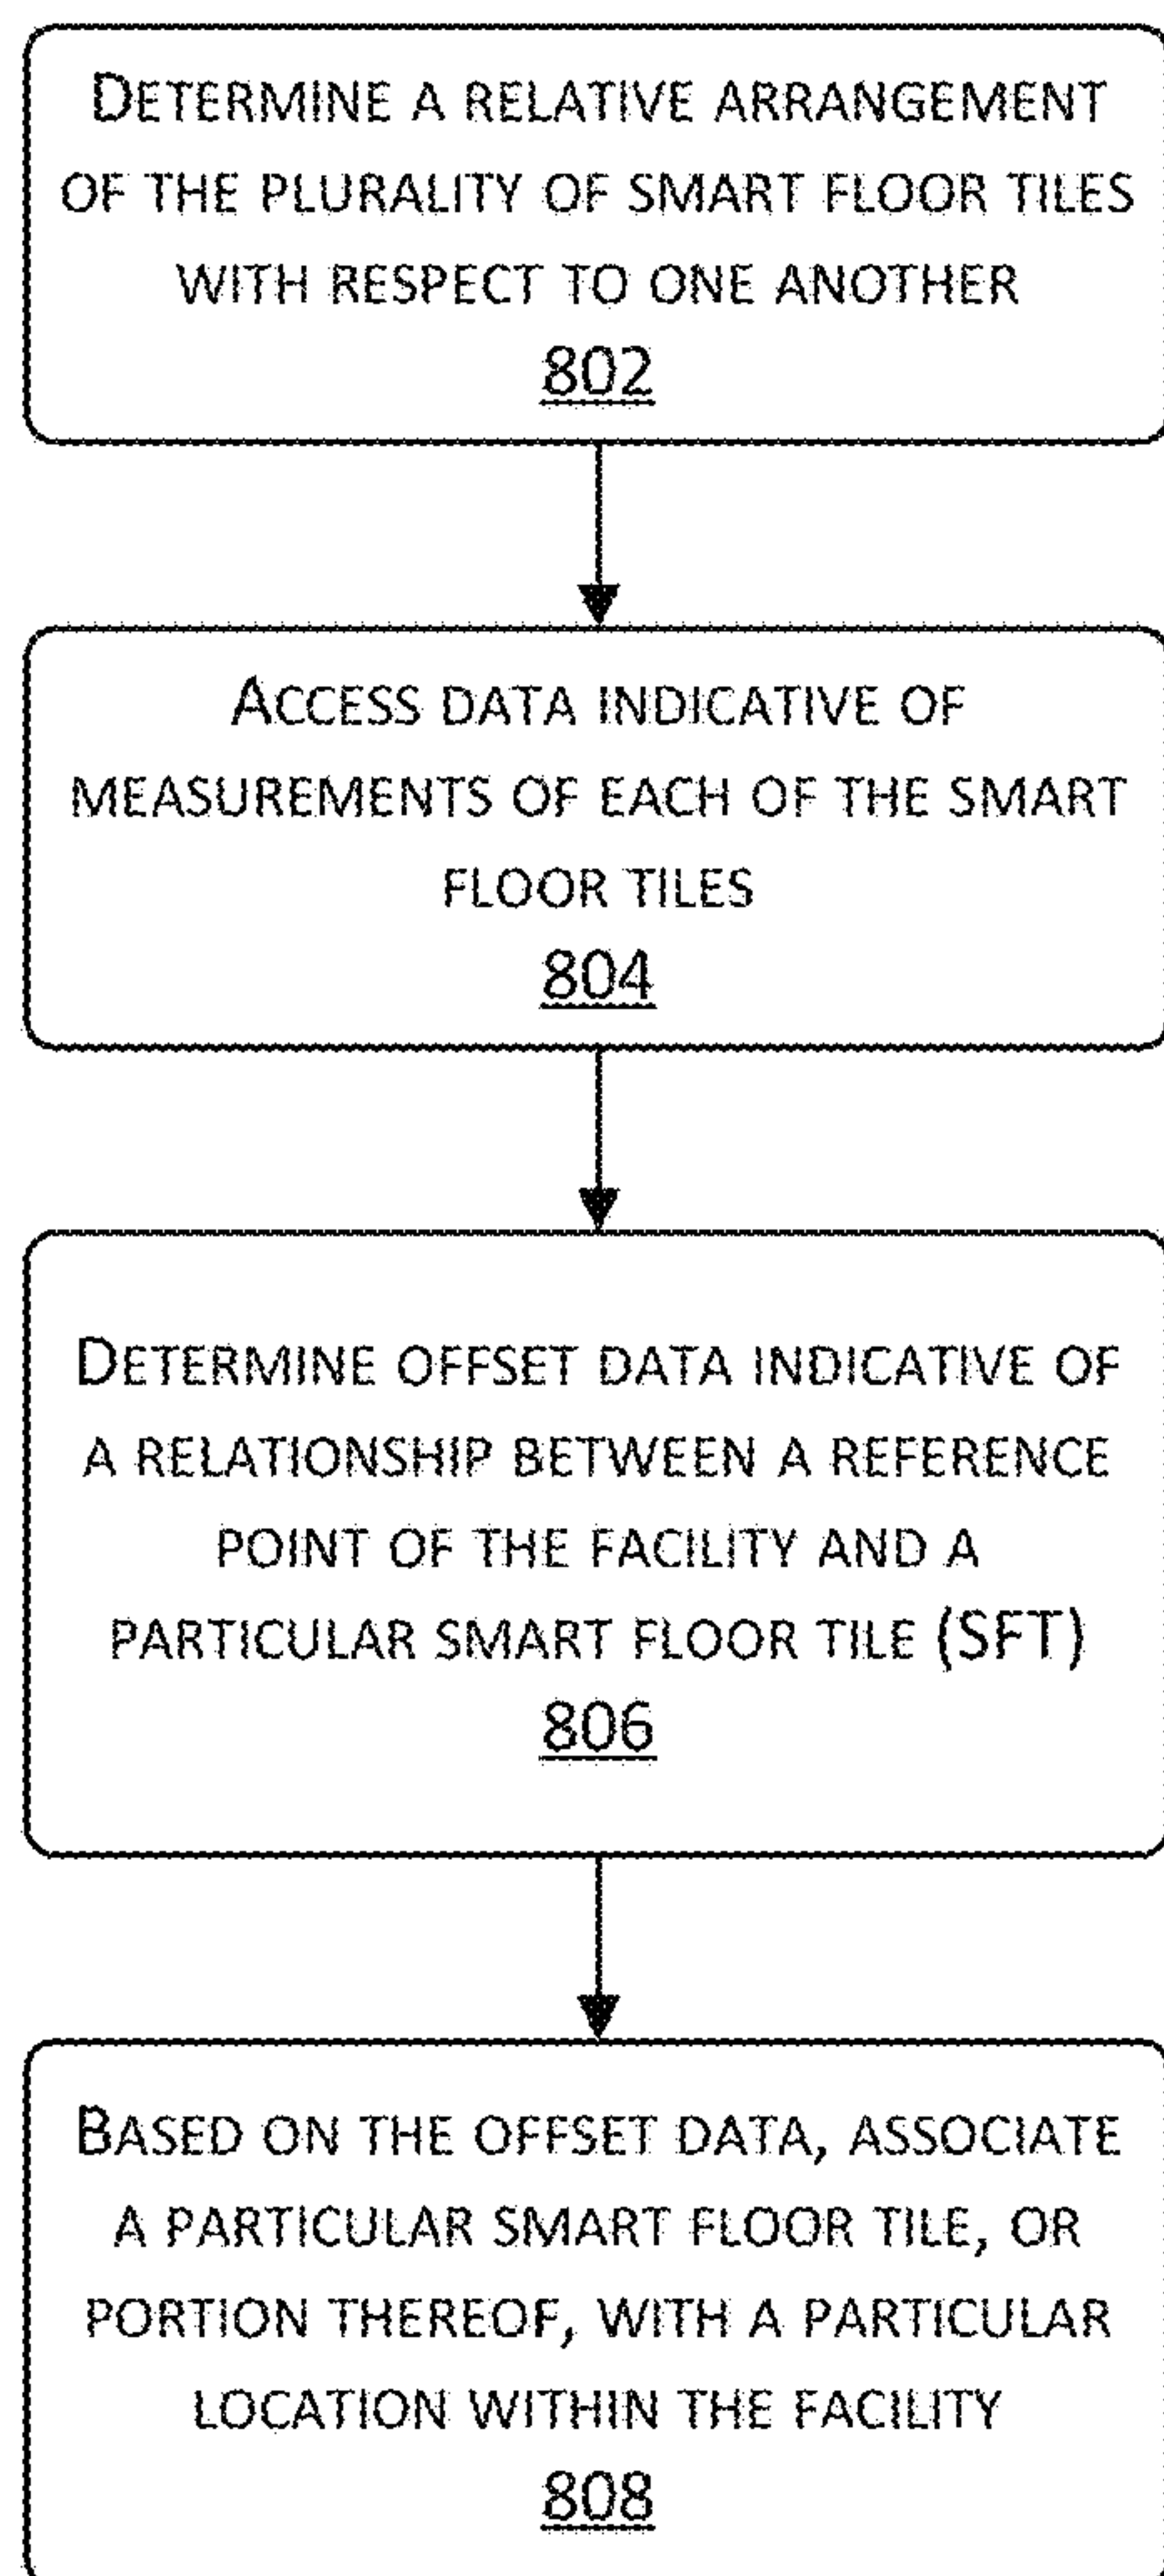 DETERMINE A RELATIVE ARRANGEMENT
OF THE PLURALITY OF SMART FLOOR TILES
WITH RESPECT TO ONE ANOTHER
802
ACCESS DATA INDICATIVE OF
MEASUREMENTS OF EACH OF THE SMART
FLOOR TILES
804
DETERMINE OFFSET DATA INDICATIVE OF
A RELATIONSHIP BETWEEN A REFERENCE
POINT OF THE FACILITY AND A
PARTICULAR SMART FLOOR TILE (SFT)
806
BASED ON THE OFFSET DATA, ASSOCIATE
A PARTICULAR SMART FLOOR TILE, OR
PORTION THEREOF, WITH A PARTICULAR
LOCATION WITHIN THE FACILITY
808